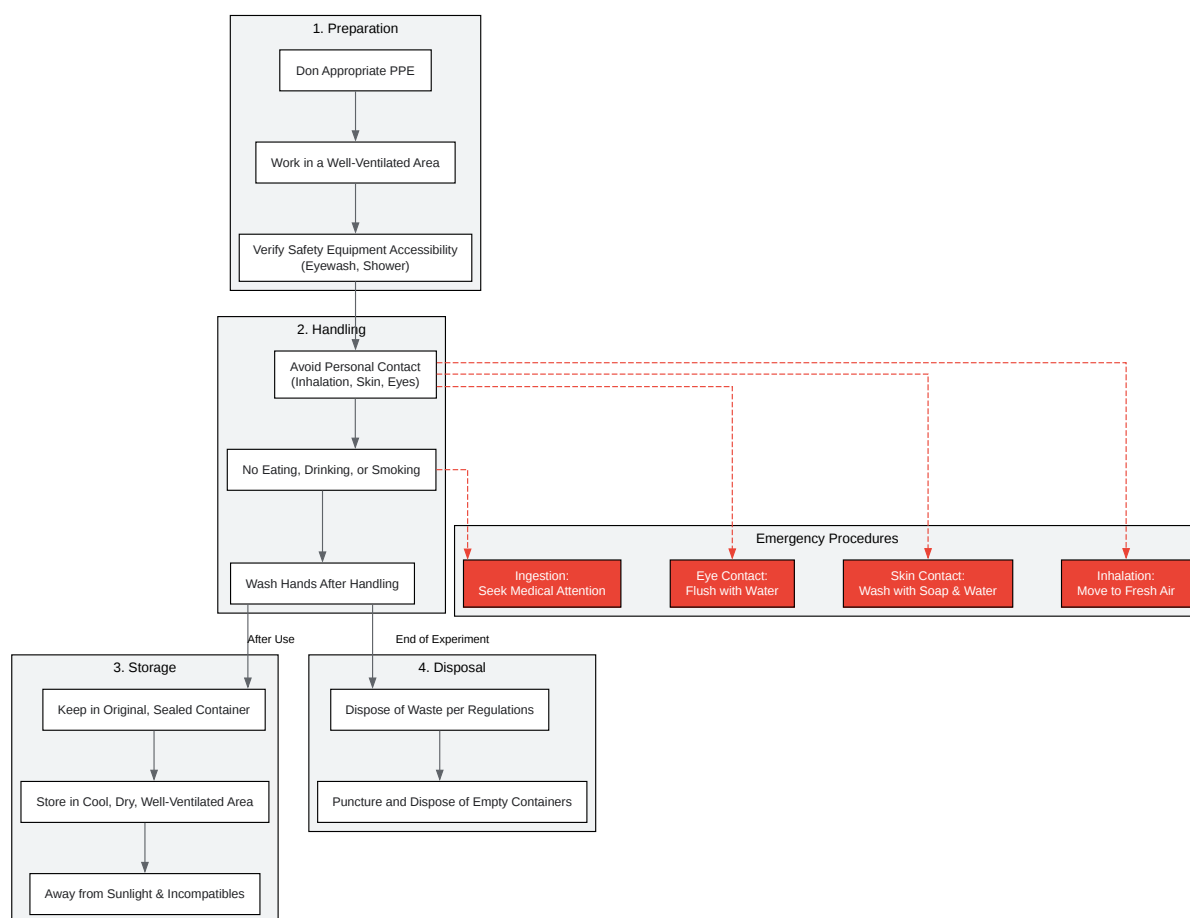 1. Preparation
Don Appropriate PPE
Work in a Well-Ventilated Area
Verify Safety Equipment Accessibility
(Eyewash, Shower)
2. Handling
Avoid Personal Contact
(Inhalation, Skin, Eyes)
No Eating, Drinking, or Smoking
Wash Hands After Handling
Emergency Procedures
Ingestion:
Seek Medical Attention
Eye Contact:
Flush with Water
Skin Contact:
Wash with Soap & Water
Inhalation:
Move to Fresh Air
After Use
End of Experiment
3. Storage
Keep in Original, Sealed Container
Store in Cool, Dry, Well-Ventilated Area
Away from Sunlight & Incompatibles
4. Disposal
Dispose of Waste per Regulations
Puncture and Dispose of Empty Containers